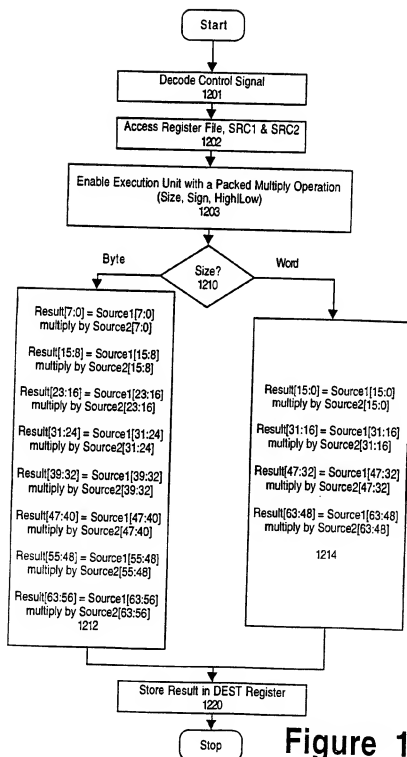 Start
Decode Control Signal
1201
Access Register File, SRC1 & SRC2
1202
Enable Execution Unit with a Packed Multiply Operation
(Size, Sign, High|Low)
1203
Size?
1210
Byte
Word
Result[7:0] = Source1[7:0]
multiply by Source2[7:0]
Result[15:8] = Source1[15:8]
multiply by Source2[15:8]
Result[23:16] = Source1[23:16]
multiply by Source2[23:16]
Result[31:24] = Source1[31:24]
multiply by Source2[31:24]
Result[39:32] = Source1[39:32]
multiply by Source2[39:32]
Result[47:40] = Source1[47:40]
multiply by Source2[47:40]
Result[55:48] = Source1[55:48]
multiply by Source2[55:48]
Result[63:56] = Source1[63:56]
multiply by Source2[63:56]
1212
Result[15:0] = Source1[15:0]
multiply by Source2[15:0]
Result[31:16] = Source1[31:16]
multiply by Source2[31:16]
Result[47:32] = Source1[47:32]
multiply by Source2[47:32]
Result[63:48] = Source1[63:48]
multiply by Source2[63:48]
1214
Store Result in DEST Register
1220
Stop
Figure 1